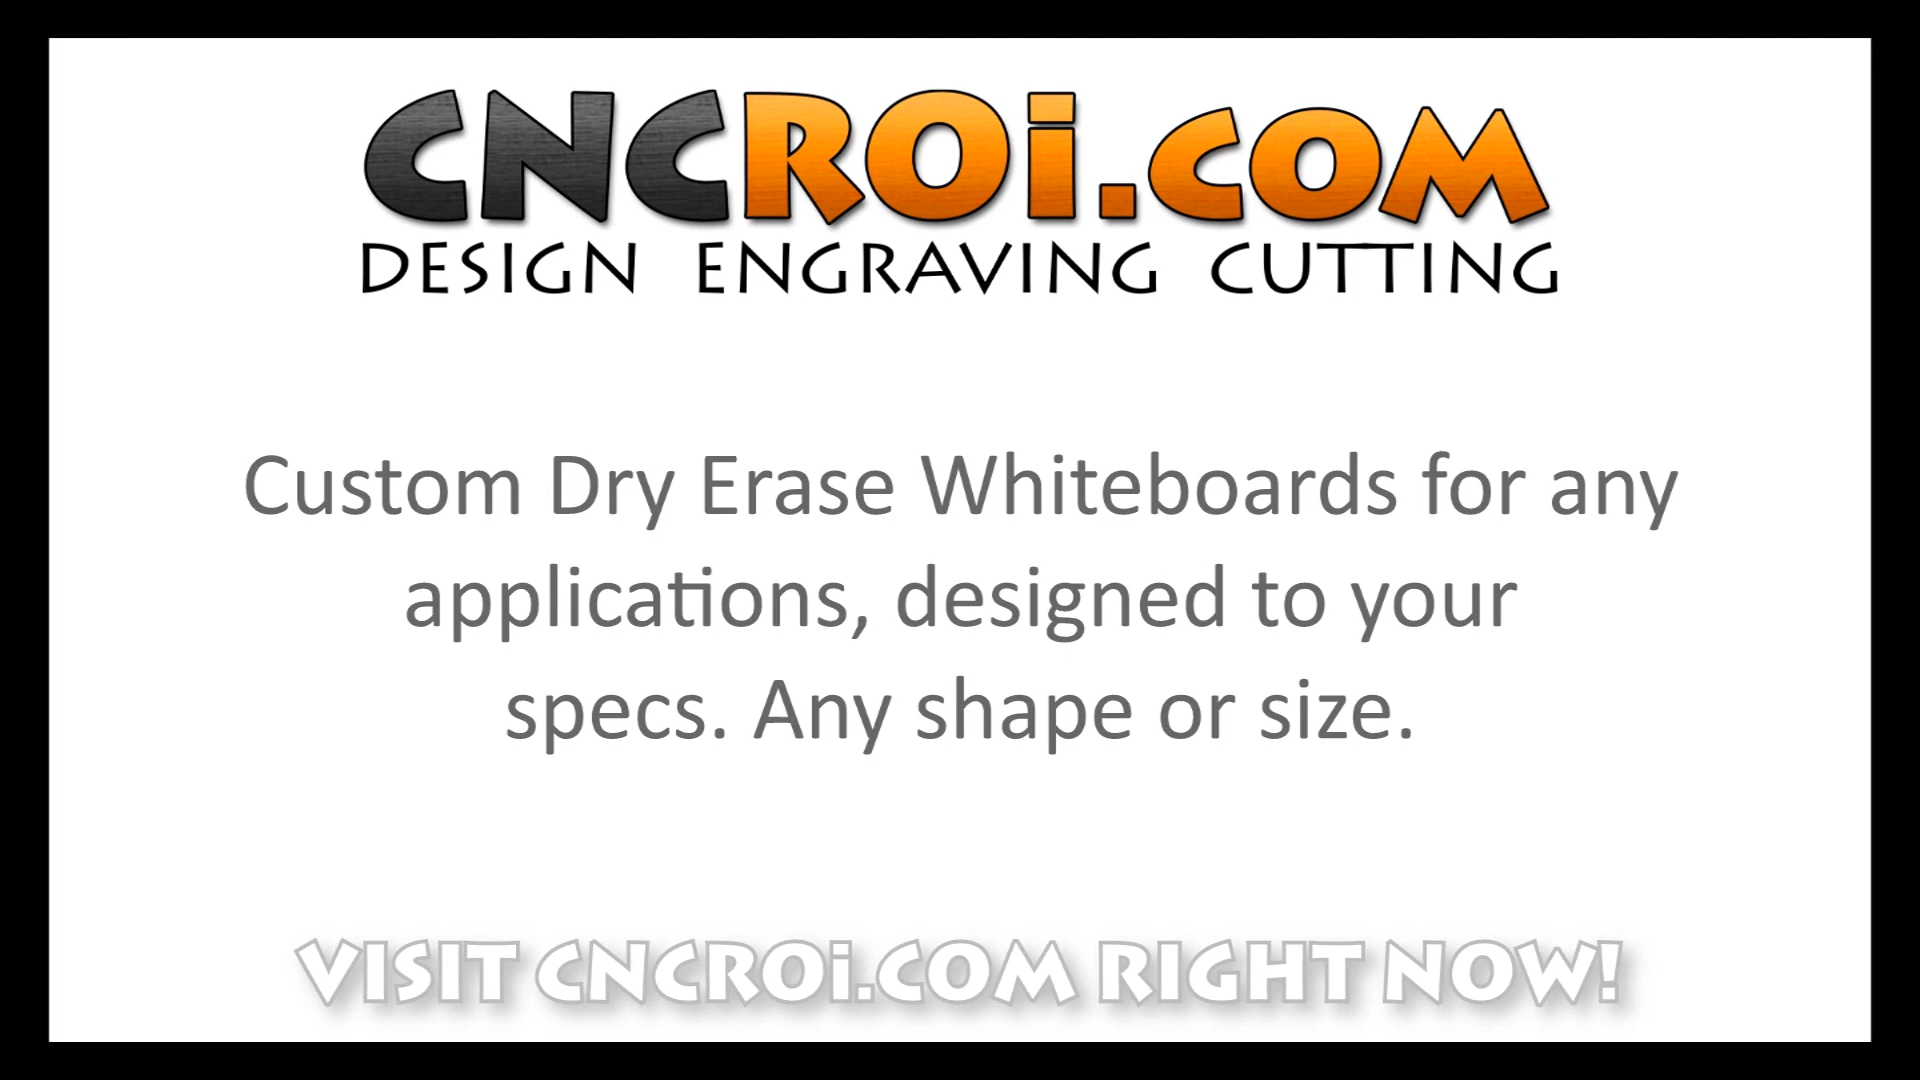 CNCROi.COM
DESIGN ENGRAVING CUTTING
Custom Dry Erase Whiteboards for any
applications, designed to your
specs. Any shape or size.
VISIT CNCROi.COM RIGHT NOW!